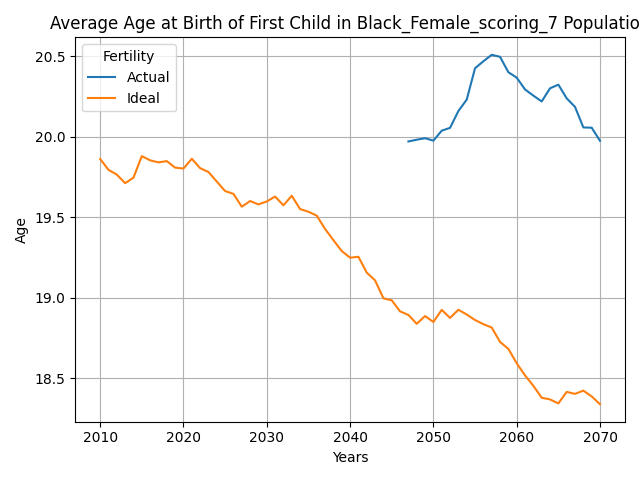 Average Age at Birth of First Child in Black_Female_scoring_7 Populatio
Fertility
Actual
Ideal
Age
20.5
20.0
19.5
19.0
18.5
2010 2020 2030 2040 2050 2060 2070
Years